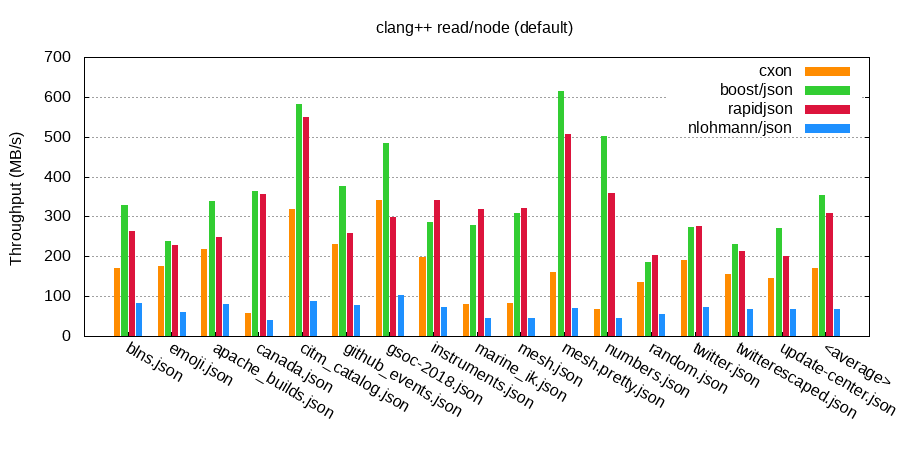 clang++ read/node (default)
Throughput (MB/s)
700
600
500
400
300
200
100
0
cxon
boost/json
rapidjson
nlohmann/json
blns.json
emoji.json
apache_builds.json
canada.json
citm_catalog.json
github_events.json
gsoc-2018.json
instruments.json
marine_ik.json
mesh.json
mesh.pretty.json
numbers.json
random.json
twitter.json
twitterescaped.json
update-center.json
<average>